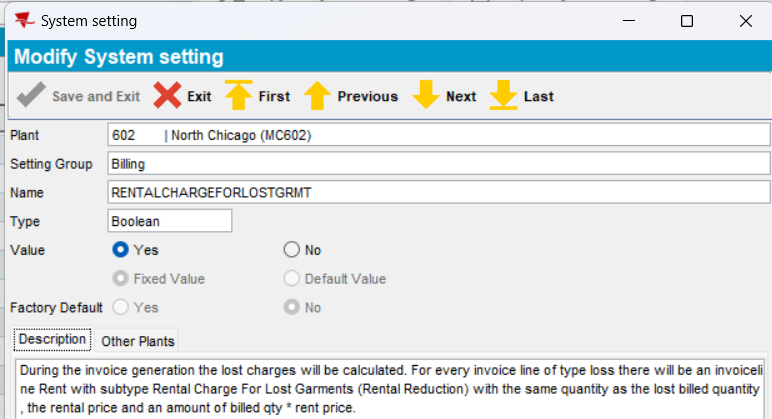 System setting
Modify System setting
Save and Exit Exit First Previous Next Last
Plant 602 | North Chicago (MC602)
Setting Group Billing
Name RENTALCHARGEFORLOSTGRMT
Type Boolean
Value Yes No
Fixed Value Default Value
Factory Default Yes No
Description Other Plants
During the invoice generation the lost charges will be calculated. For every invoice line of type loss there will be an invoiceli
ne Rent with subtype Rental Charge For Lost Garments (Rental Reduction) with the same quantity as the lost billed quantity
, the rental price and an amount of billed qty * rent price.